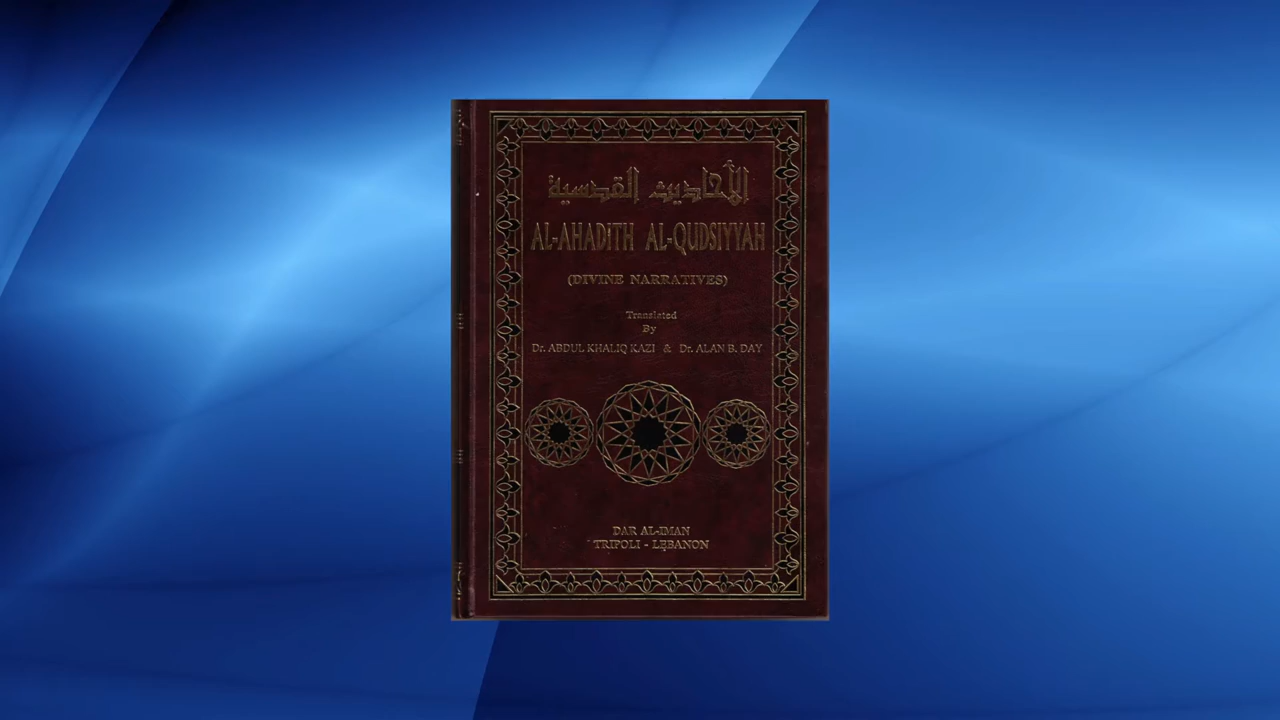 الأحاديث القدسية
AL-AHADITH AL-QUDSIYYAH
(DIVINE NARRATIVES)
Translated
By
Dr. ABDUL KHALIQ KAZI & Dr. ALAN B. DAY
DAR AL-IMAN
TRIPOLI - LEBANON